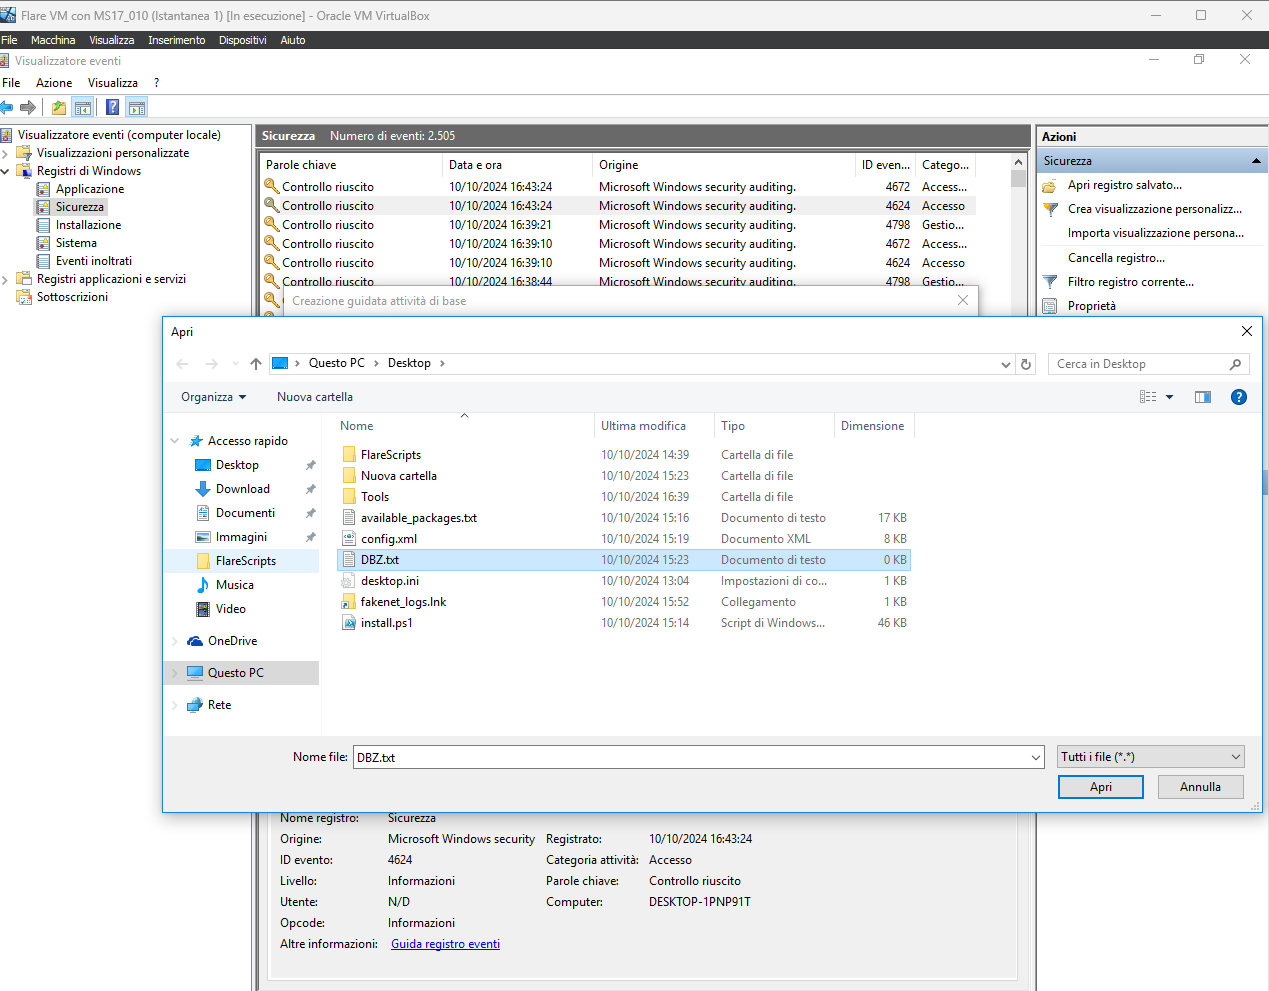 Flare VM con MS17_010 (Istantanea 1) [In esecuzione] - Oracle VM VirtualBox
File Macchina Visualizza Inserimento Dispositivi Aiuto
Visualizzatore eventi
File Azione Visualizza ?
Visualizzatore eventi (computer locale)
Visualizzazioni personalizzate
Registri di Windows
Applicazione
Sicurezza
Installazione
Sistema
Eventi inoltrati
Registri applicazioni e servizi
Sottoscrizioni
Sicurezza Numero di eventi: 2.505
Parole chiave Data e ora Origine ID even... Catego...
Controllo riuscito 10/10/2024 16:43:24 Microsoft Windows security auditing. 4672 Access...
Controllo riuscito 10/10/2024 16:43:24 Microsoft Windows security auditing. 4624 Accesso
Controllo riuscito 10/10/2024 16:39:21 Microsoft Windows security auditing. 4798 Gestio...
Controllo riuscito 10/10/2024 16:39:10 Microsoft Windows security auditing. 4672 Access...
Controllo riuscito 10/10/2024 16:39:10 Microsoft Windows security auditing. 4624 Accesso
Controllo riuscito 10/10/2024 16:38:44 Microsoft Windows security auditing. 4798 Gestio...
Azioni
Sicurezza
Apri registro salvato...
Crea visualizzazione personalizz...
Importa visualizzazione persona...
Cancella registro...
Filtro registro corrente...
Proprietà
Creazione guidata attività di base
Apri
Questo PC Desktop
Cerca in Desktop
Organizza Nuova cartella
Accesso rapido
Desktop
Download
Documenti
Immagini
FlareScripts
Musica
Video
OneDrive
Questo PC
Rete
Nome Ultima modifica Tipo Dimensione
FlareScripts 10/10/2024 14:39 Cartella di file
Nuova cartella 10/10/2024 15:23 Cartella di file
Tools 10/10/2024 16:39 Cartella di file
available_packages.txt 10/10/2024 15:16 Documento di testo 17 KB
config.xml 10/10/2024 15:19 Documento XML 8 KB
DBZ.txt 10/10/2024 15:23 Documento di testo 0 KB
desktop.ini 10/10/2024 13:04 Impostazioni di co... 1 KB
fakenet_logs.lnk 10/10/2024 15:52 Collegamento 1 KB
install.ps1 10/10/2024 15:14 Script di Windows... 46 KB
Nome file: DBZ.txt Tutti i file (*.*)
Apri Annulla
Nome registro: Sicurezza
Origine: Microsoft Windows security Registrato: 10/10/2024 16:43:24
ID evento: 4624 Categoria attività: Accesso
Livello: Informazioni Parole chiave: Controllo riuscito
Utente: N/D Computer: DESKTOP-1PNP91T
Opcode: Informazioni
Altre informazioni: Guida registro eventi